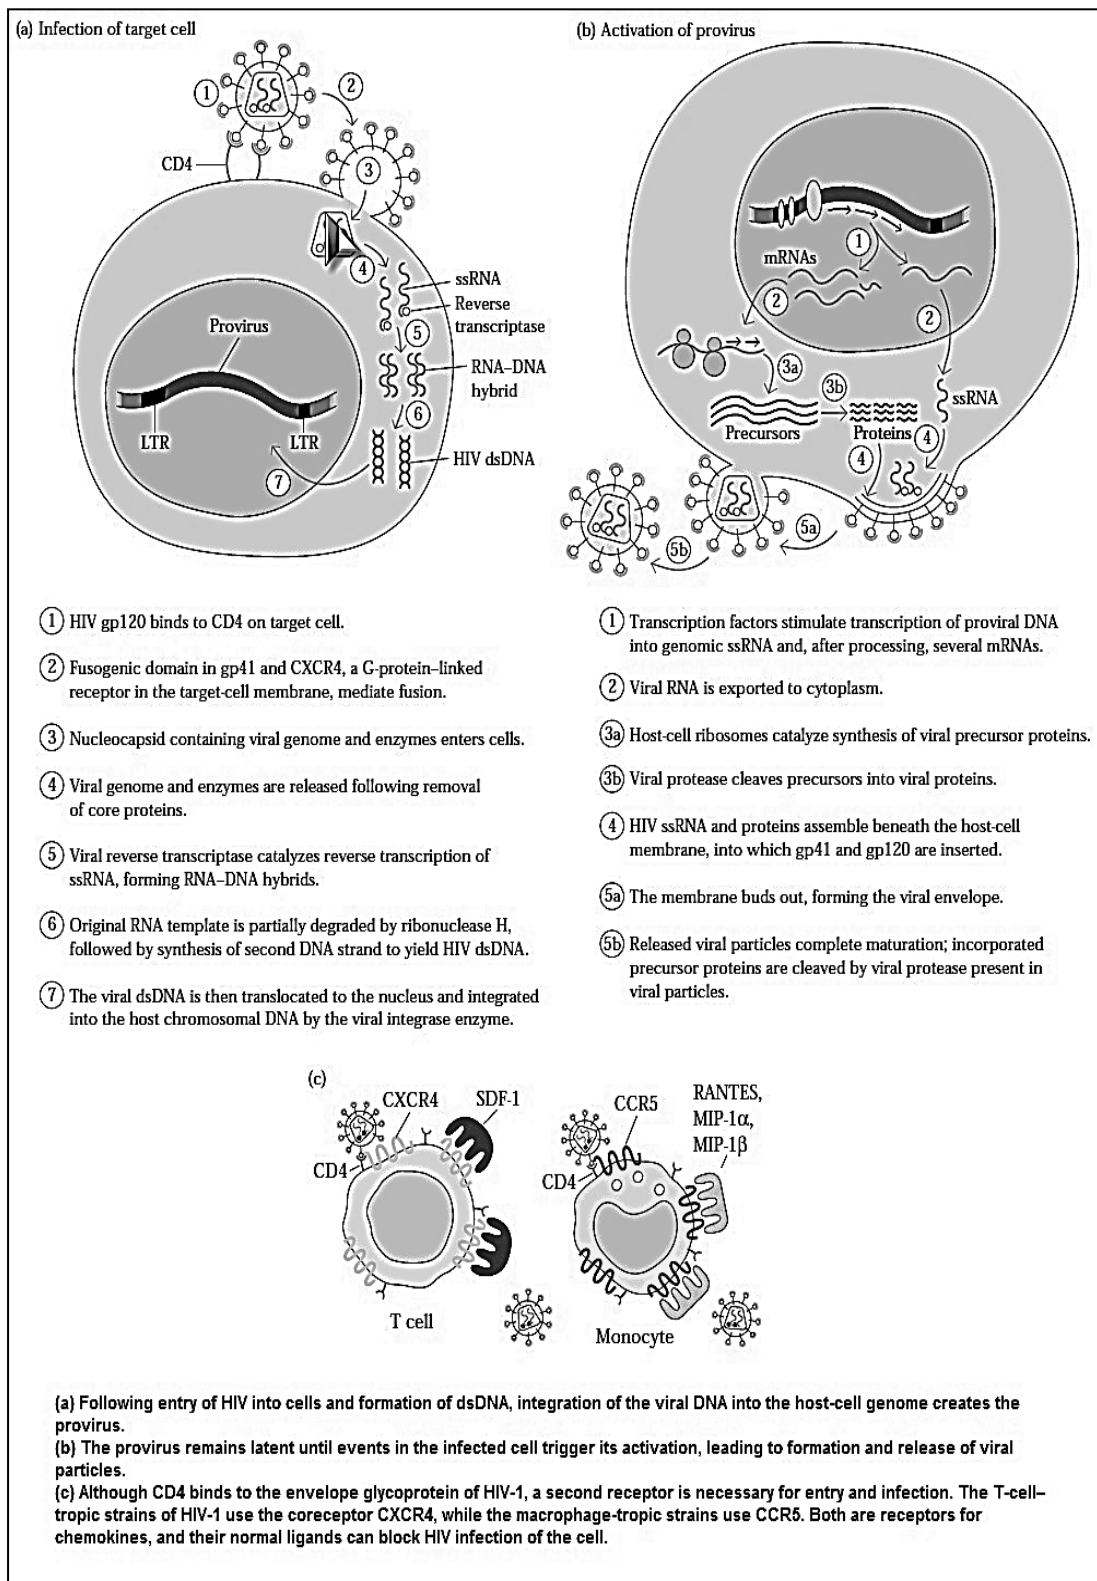 (a) Infection of target cell
1
2
CD4
3
4
ssRNA
Reverse
transcriptase
5
Provirus
RNA–DNA
hybrid
6
LTR
LTR
HIV dsDNA
7
(b) Activation of provirus
1
mRNAs
2
2
3a
3b
ssRNA
Precursors
Proteins
4
4
5a
5b
1 HIV gp120 binds to CD4 on target cell.
2 Fusogenic domain in gp41 and CXCR4, a G-protein–linked
receptor in the target-cell membrane, mediate fusion.
3 Nucleocapsid containing viral genome and enzymes enters cells.
4 Viral genome and enzymes are released following removal
of core proteins.
5 Viral reverse transcriptase catalyzes reverse transcription of
ssRNA, forming RNA–DNA hybrids.
6 Original RNA template is partially degraded by ribonuclease H,
followed by synthesis of second DNA strand to yield HIV dsDNA.
7 The viral dsDNA is then translocated to the nucleus and integrated
into the host chromosomal DNA by the viral integrase enzyme.
1 Transcription factors stimulate transcription of proviral DNA
into genomic ssRNA and, after processing, several mRNAs.
2 Viral RNA is exported to cytoplasm.
3a Host-cell ribosomes catalyze synthesis of viral precursor proteins.
3b Viral protease cleaves precursors into viral proteins.
4 HIV ssRNA and proteins assemble beneath the host-cell
membrane, into which gp41 and gp120 are inserted.
5a The membrane buds out, forming the viral envelope.
5b Released viral particles complete maturation; incorporated
precursor proteins are cleaved by viral protease present in
viral particles.
(c)
CXCR4
SDF-1
CD4
T cell
CCR5
RANTES,
MIP-1α,
MIP-1β
CD4
Monocyte
(a) Following entry of HIV into cells and formation of dsDNA, integration of the viral DNA into the host-cell genome creates the
provirus.
(b) The provirus remains latent until events in the infected cell trigger its activation, leading to formation and release of viral
particles.
(c) Although CD4 binds to the envelope glycoprotein of HIV-1, a second receptor is necessary for entry and infection. The T-cell–
tropic strains of HIV-1 use the coreceptor CXCR4, while the macrophage-tropic strains use CCR5. Both are receptors for
chemokines, and their normal ligands can block HIV infection of the cell.